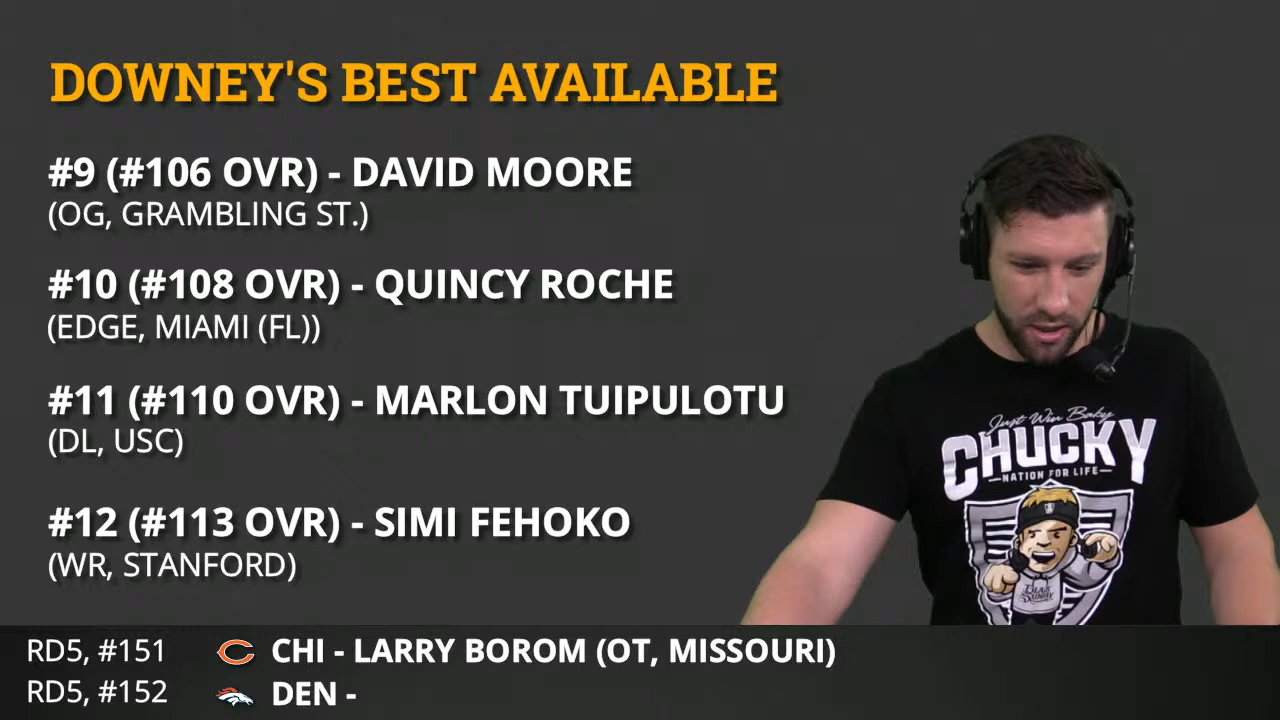 DOWNEY'S BEST AVAILABLE
#9 (#106 OVR) - DAVID MOORE
(OG, GRAMBLING ST.)
#10 (#108 OVR) - QUINCY ROCHE
(EDGE, MIAMI (FL))
#11 (#110 OVR) - MARLON TUIPULOTU
(DL, USC)
#12 (#113 OVR) - SIMI FEHOKO
(WR, STANFORD)
Just Win Baby
CHUCKY
-NATION FOR LIFE-
RD5, #151 CHI - LARRY BOROM (OT, MISSOURI)
RD5, #152 DEN -